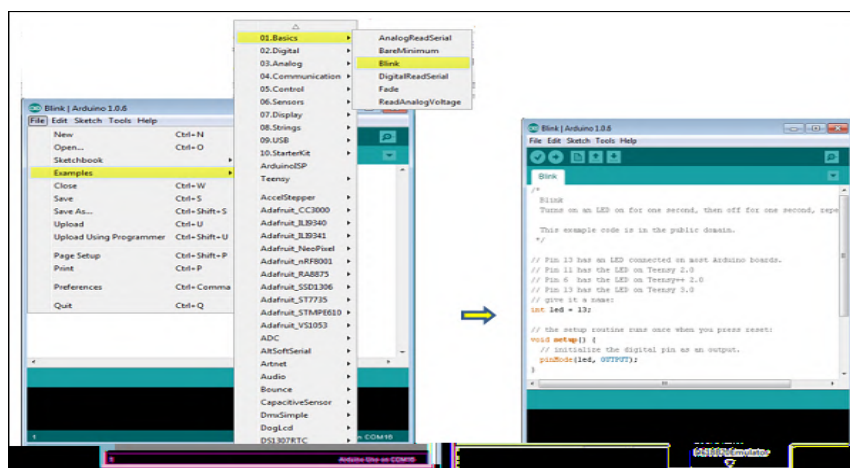 Blink | Arduino 1.0.6
File Edit Sketch Tools Help
New Ctrl+N
Open... Ctrl+O
Sketchbook
Examples
Close Ctrl+W
Save Ctrl+S
Save As... Ctrl+Shift+S
Upload Ctrl+U
Upload Using Programmer Ctrl+Shift+U
Page Setup Ctrl+Shift+P
Print Ctrl+P
Preferences Ctrl+Comma
Quit Ctrl+Q
01.Basics
02.Digital
03.Analog
04.Communication
05.Control
06.Sensors
07.Display
08.Strings
09.USB
10.StarterKit
ArduinoISP
Teensy
AccelStepper
Adafruit_CC3000
Adafruit_ILI9340
Adafruit_ILI9341
Adafruit_NeoPixel
Adafruit_nRF8001
Adafruit_RA8875
Adafruit_SSD1306
Adafruit_ST7735
Adafruit_STMPE610
Adafruit_VS1053
ADC
AltSoftSerial
Artnet
Audio
Bounce
CapacitiveSensor
DmxSimple
DogLcd
DS1307RTC
AnalogReadSerial
BareMinimum
Blink
DigitalReadSerial
Fade
ReadAnalogVoltage
1
n COM16
1 Arduino Uno on COM16
Blink | Arduino 1.0.6
File Edit Sketch Tools Help
Blink
/*
Blink
Turns on an LED on for one second, then off for one second, repe
This example code is in the public domain.
*/
// Pin 13 has an LED connected on most Arduino boards.
// Pin 11 has the LED on Teensy 2.0
// Pin 6 has the LED on Teensy++ 2.0
// Pin 13 has the LED on Teensy 3.0
// give it a name:
int led = 13;
// the setup routine runs once when you press reset:
void setup() {
// initialize the digital pin as an output.
pinMode(led, OUTPUT);
}